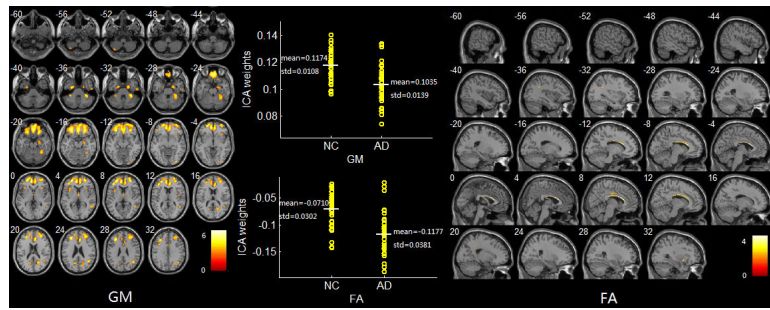 -60 -56 -52 -48 -44
-40 -36 -32 -28 -24
-20 -16 -12 -8 -4
0 4 8 12 16
20 24 28 32
6
0
GM
0.14
0.12
0.1
0.08
ICA weights
mean=0.1174
std=0.0108
mean=0.1035
std=0.0139
NC AD
GM
-0.05
-0.1
-0.15
ICA weights
mean=-0.0710
std=0.0302
mean=-0.1177
std=0.0381
NC AD
FA
-60 -56 -52 -48 -44
-40 -36 -32 -28 -24
-20 -16 -12 -8 -4
0 4 8 12 16
20 24 28 32
4
0
FA